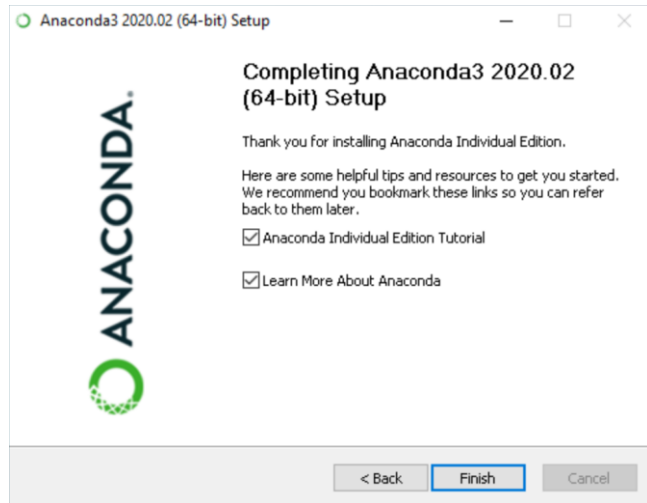 Anaconda3 2020.02 (64-bit) Setup
ANACONDA.
Completing Anaconda3 2020.02
(64-bit) Setup
Thank you for installing Anaconda Individual Edition.
Here are some helpful tips and resources to get you started.
We recommend you bookmark these links so you can refer
back to them later.
Anaconda Individual Edition Tutorial
Learn More About Anaconda
< Back
Finish
Cancel